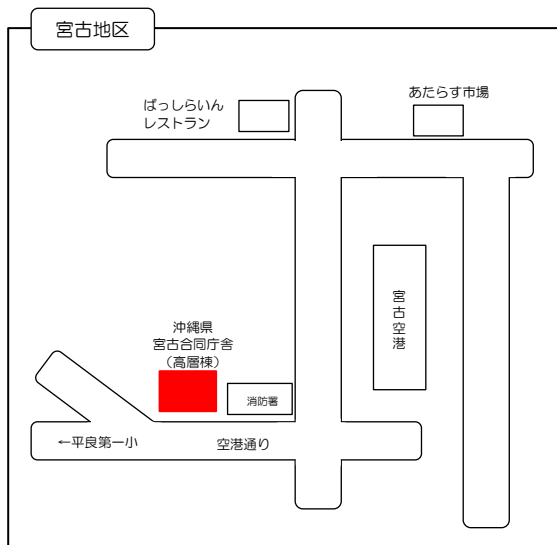 宮古地区
ぱっしらいん
レストラン
あたらす市場
宮古空港
沖縄県
宮古合同庁舎
（高層棟）
消防署
←平良第一小
空港通り